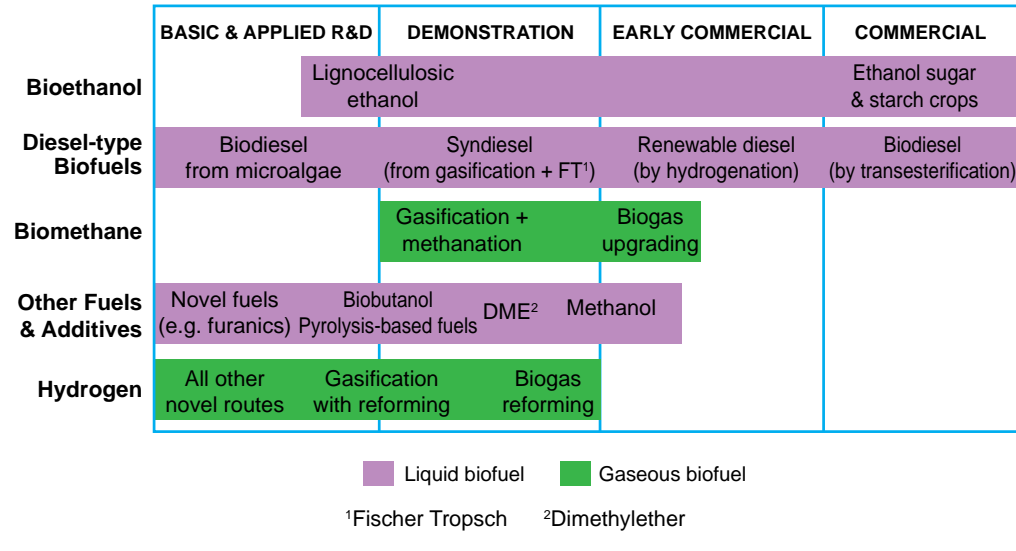 BASIC & APPLIED R&D DEMONSTRATION EARLY COMMERCIAL COMMERCIAL
Bioethanol
Lignocellulosic
ethanol
Ethanol sugar
& starch crops
Diesel-type
Biofuels
Biodiesel
from microalgae
Syndiesel
(from gasification + FT¹)
Renewable diesel
(by hydrogenation)
Biodiesel
(by transesterification)
Biomethane
Gasification +
methanation
Biogas
upgrading
Other Fuels
& Additives
Novel fuels
(e.g. furanics)
Biobutanol
Pyrolysis-based fuels
DME²
Methanol
Hydrogen
All other
novel routes
Gasification
with reforming
Biogas
reforming
Liquid biofuel Gaseous biofuel
¹Fischer Tropsch ²Dimethylether